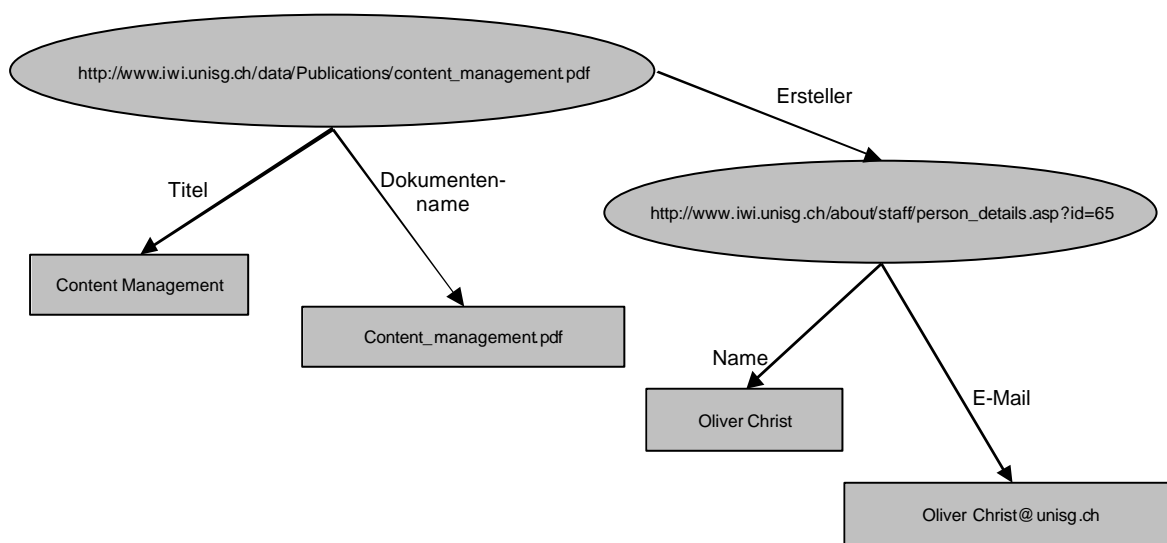 http://www.iwi.unisg.ch/data/Publications/content_management.pdf
Ersteller
Titel
Dokumenten-
name
http://www.iwi.unisg.ch/about/staff/person_details.asp?id=65
Content Management
Content_management.pdf
Name
E-Mail
Oliver Christ
Oliver Christ@unisg.ch